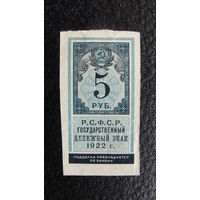 5
РУБ.
Р.С.Ф.С.Р.
ГОСУДАРСТВЕННЫЙ
ДЕНЕЖНЫЙ ЗНАК
1922 г.
ПОДДЕЛКА ПРЕСЛЕДУЕТСЯ
ПО ЗАКОНУ